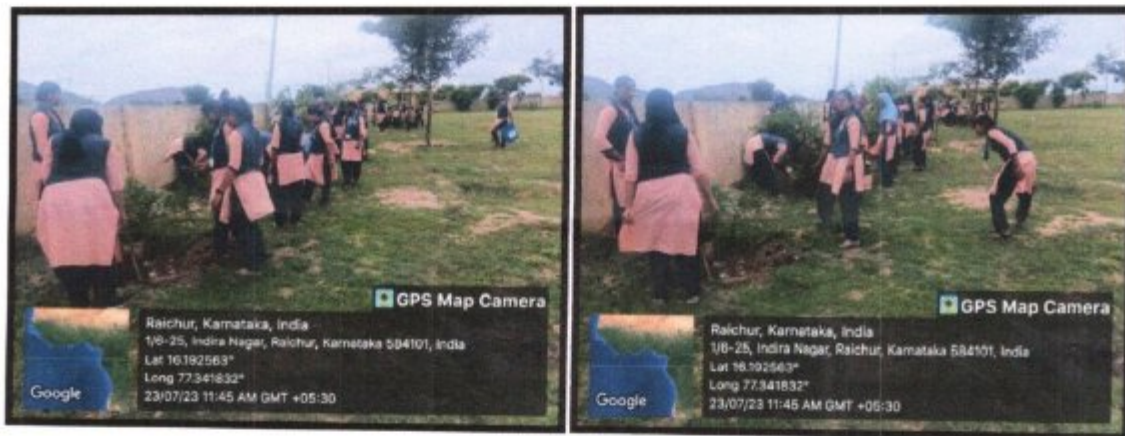 GPS Map Camera
Raichur, Karnataka, India
1/6-25, Indira Nagar, Raichur, Karnataka 584101, India
Lat 16.192563°
Long 77.341832°
23/07/23 11:45 AM GMT +05:30
Google
GPS Map Camera
Raichur, Karnataka, India
1/6-25, Indira Nagar, Raichur, Karnataka 584101, India
Lat 16.192563°
Long 77.341832°
23/07/23 11:45 AM GMT +05:30
Google